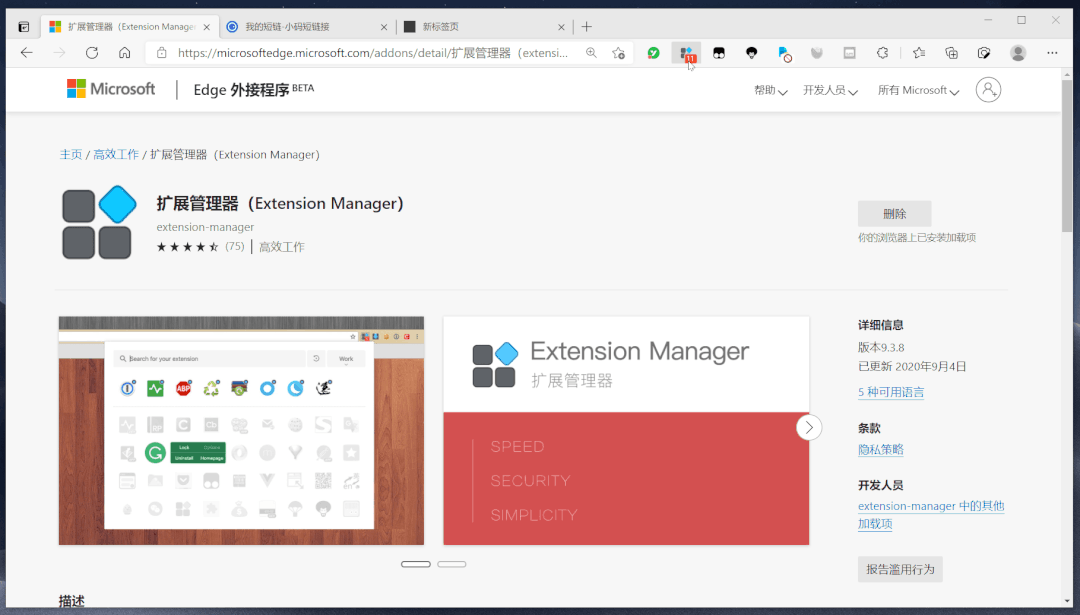 扩展管理器（Extension Manager
我的短链-小码短链接
新标签页
https://microsoftedge.microsoft.com/addons/detail/扩展管理器（extensi...
11
Microsoft
Edge 外接程序 BETA
帮助
开发人员
所有 Microsoft
主页 / 高效工作 / 扩展管理器（Extension Manager）
扩展管理器（Extension Manager）
extension-manager
(75)
高效工作
删除
你的浏览器上已安装加载项
Search for your extension
Work
ABP
Lock
Options
Uninstall
Homepage
Extension Manager
扩展管理器
SPEED
SECURITY
SIMPLICITY
详细信息
版本9.3.8
已更新 2020年9月4日
5 种可用语言
条款
隐私策略
开发人员
extension-manager 中的其他
加载项
报告滥用行为
描述